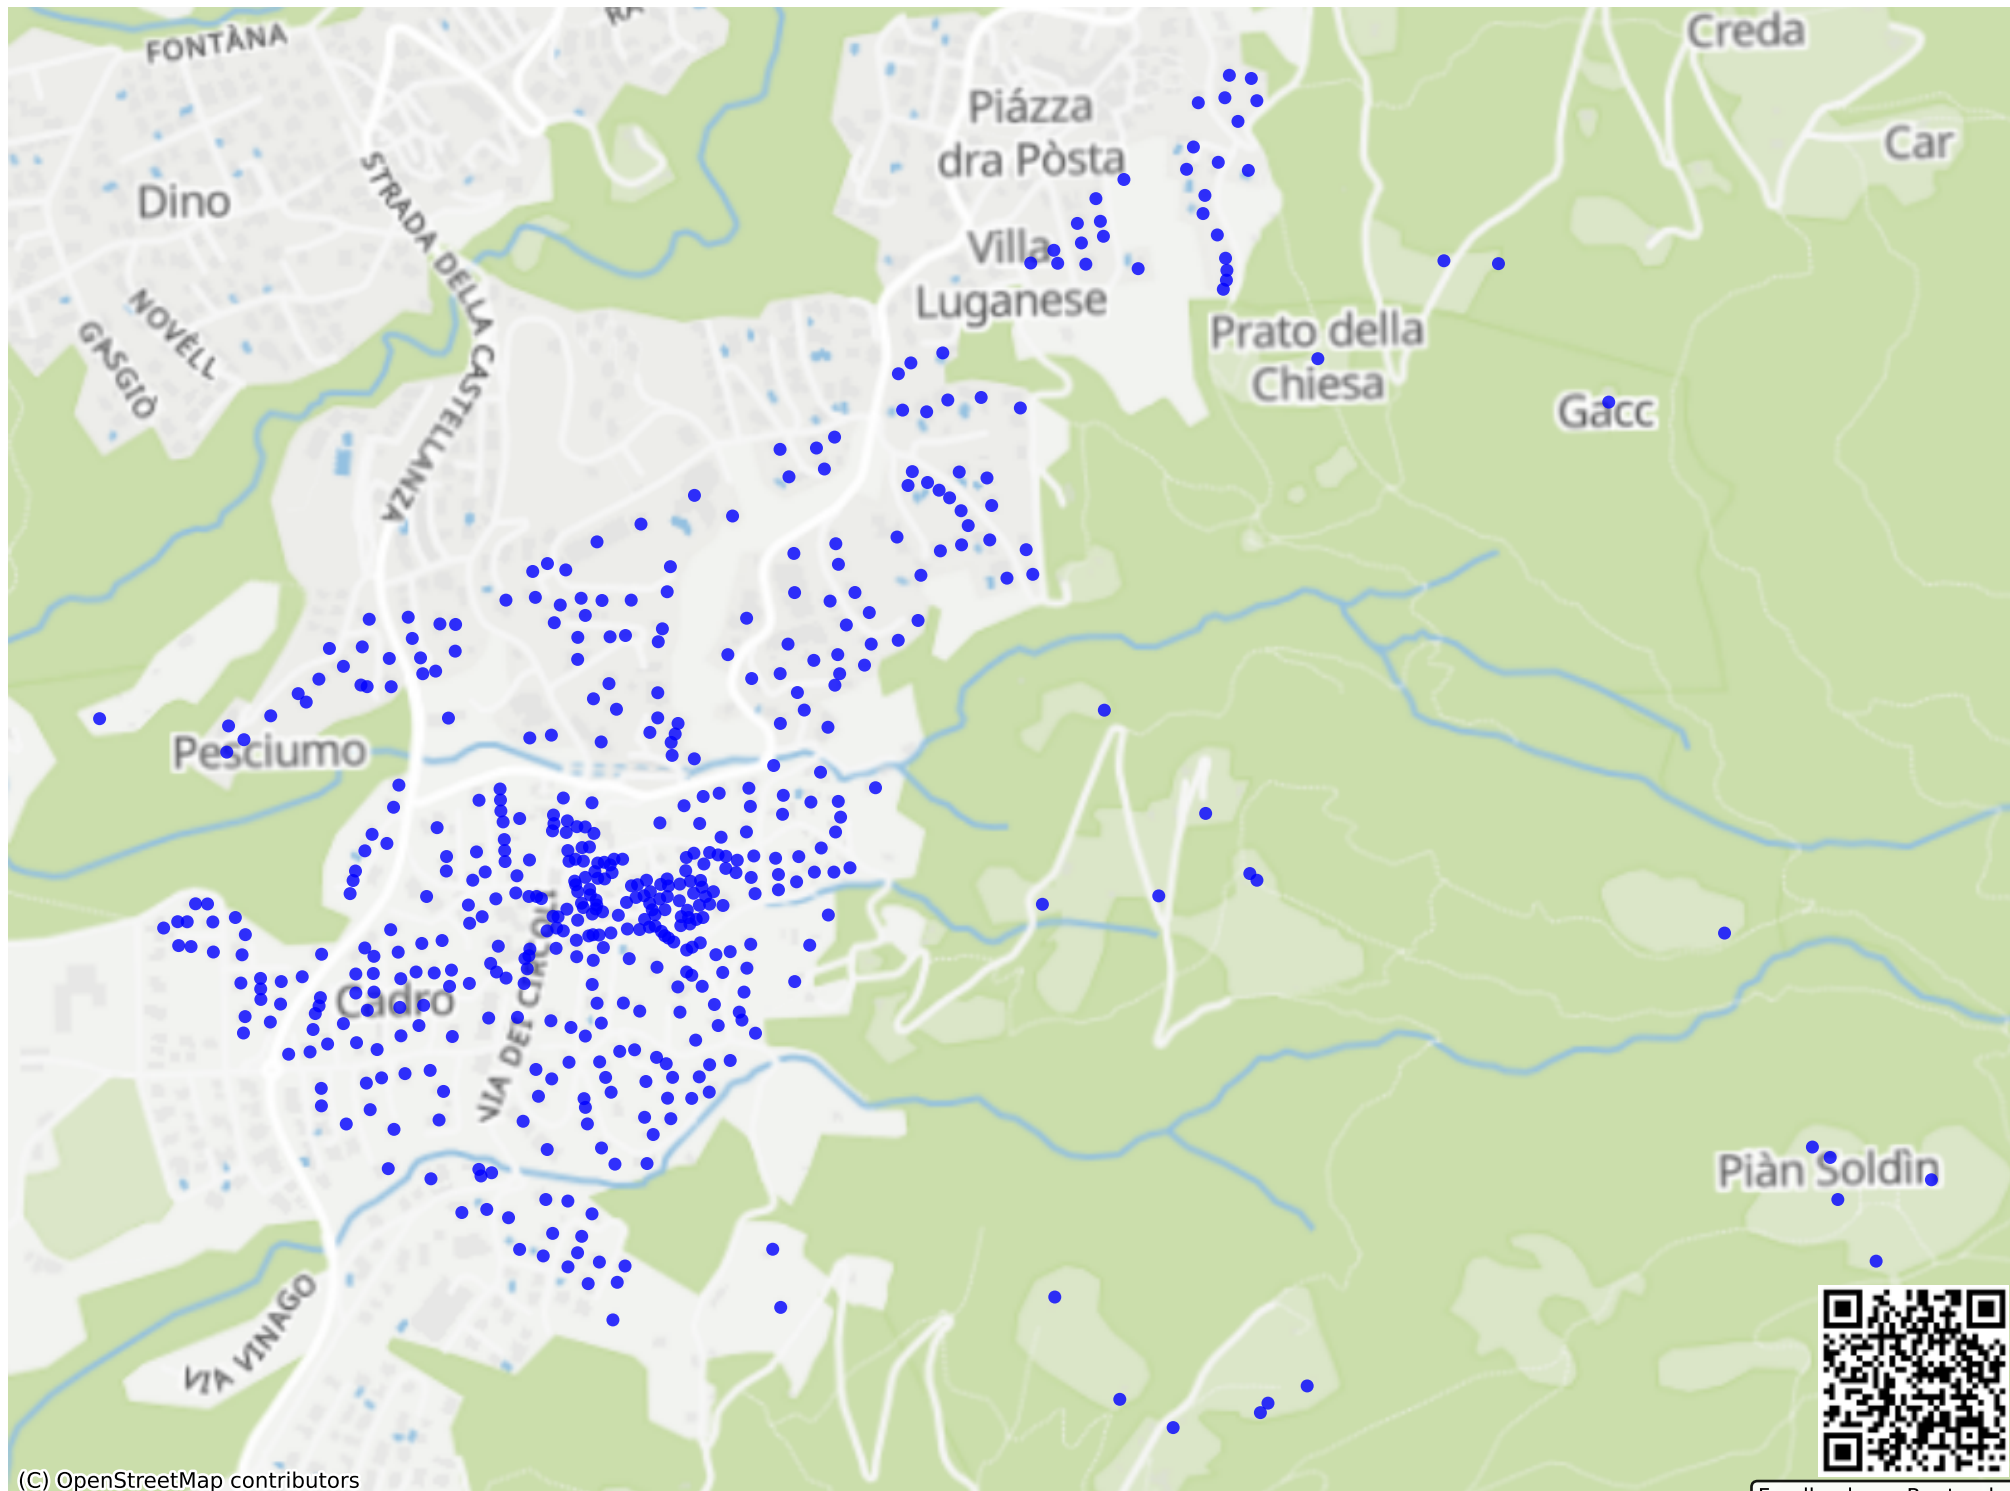 FONTÀNA
Creda
Piázza
dra Pòsta
Car
Dino
STRADA DELLA CASTELLANZA
Villa
Luganese
NOVÈLL
GASGIÒ
Prato della
Chiesa
Gacc
Pesciumo
Cadro
VIA DEI CIRCOLI
Piàn Soldìn
VIA VINAGO
(C) OpenStreetMap contributors